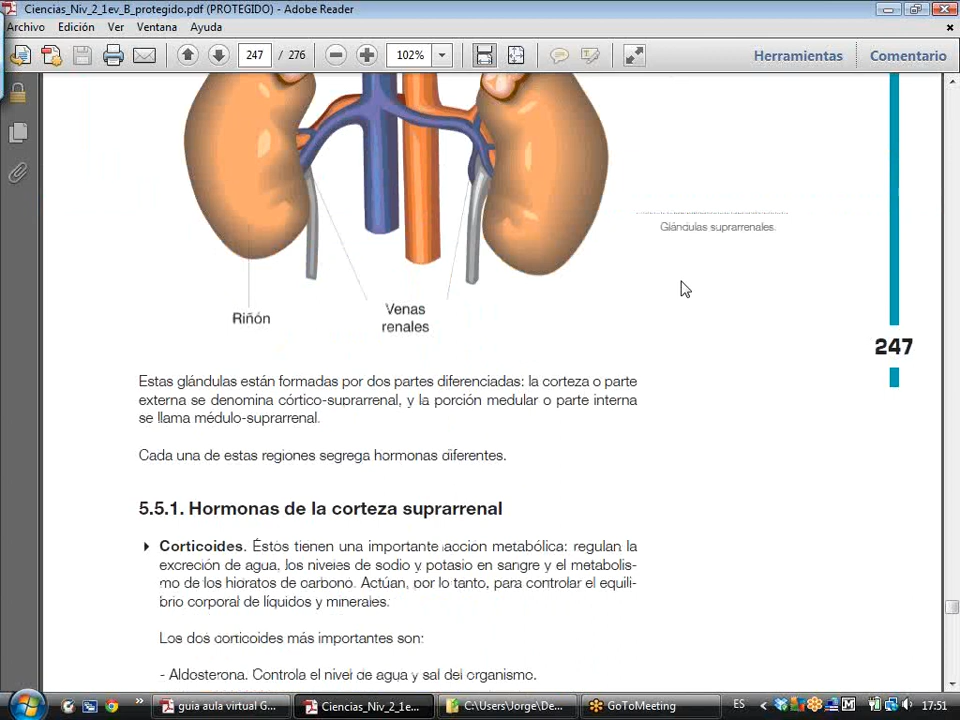 Ciencias_Niv_2_1ev_B_protegido.pdf (PROTEGIDO) - Adobe Reader
Archivo Edición Ver Ventana Ayuda
247 / 276 102% Herramientas Comentario
Glándulas suprarrenales.
Riñón
Venas
renales
247
Estas glándulas están formadas por dos partes diferenciadas: la corteza o parte
externa se denomina córtico-suprarrenal, y la porción medular o parte interna
se llama médulo-suprarrenal.
Cada una de estas regiones segrega hormonas diferentes.
5.5.1. Hormonas de la corteza suprarrenal
Corticoides. Éstos tienen una importante accion metabólica: regulan la
excreción de agua, los niveles de sodio y potasio en sangre y el metabolis-
mo de los hidratos de carbono. Actúan, por lo tanto, para controlar el equili-
brio corporal de líquidos y minerales.
Los dos corticoides más importantes son:
- Aldosterona. Controla el nivel de agua y sal del organismo.
guia aula virtual G... Ciencias_Niv_2_1e... C:\Users\Jorge\De... GoToMeeting ES 17:51